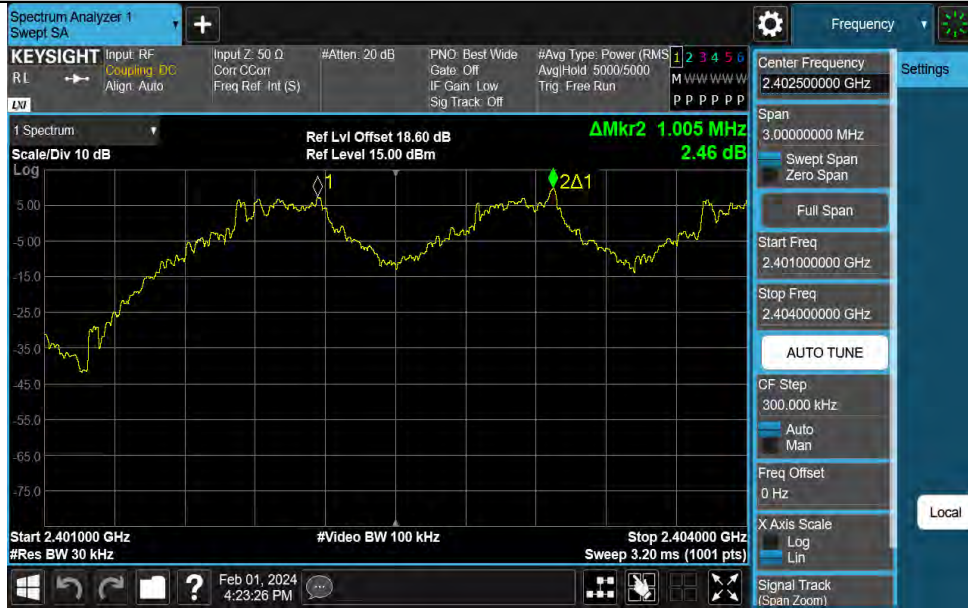 Spectrum Analyzer 1
Swept SA
Frequency
KEYSIGHT
RL
LXI
Input: RF
Coupling: DC
Align: Auto
Input Z: 50 Ω
Corr CCorr
Freq Ref: Int (S)
#Atten: 20 dB
PNO: Best Wide
Gate: Off
IF Gain: Low
Sig Track: Off
#Avg Type: Power (RMS
Avg|Hold: 5000/5000
Trig: Free Run
1 2 3 4 5 6
M W W W W W
P P P P P P
1 Spectrum
Scale/Div 10 dB
Log
Ref Lvl Offset 18.60 dB
Ref Level 15.00 dBm
ΔMkr2 1.005 MHz
2.46 dB
1
2Δ1
5.00
-5.00
-15.0
-25.0
-35.0
-45.0
-55.0
-65.0
-75.0
Start 2.401000 GHz
#Res BW 30 kHz
#Video BW 100 kHz
Stop 2.404000 GHz
Sweep 3.20 ms (1001 pts)
Center Frequency
2.402500000 GHz
Settings
Span
3.00000000 MHz
Swept Span
Zero Span
Full Span
Start Freq
2.401000000 GHz
Stop Freq
2.404000000 GHz
AUTO TUNE
CF Step
300.000 kHz
Auto
Man
Freq Offset
0 Hz
X Axis Scale
Log
Lin
Local
Signal Track
(Span Zoom)
?
Feb 01, 2024
4:23:26 PM